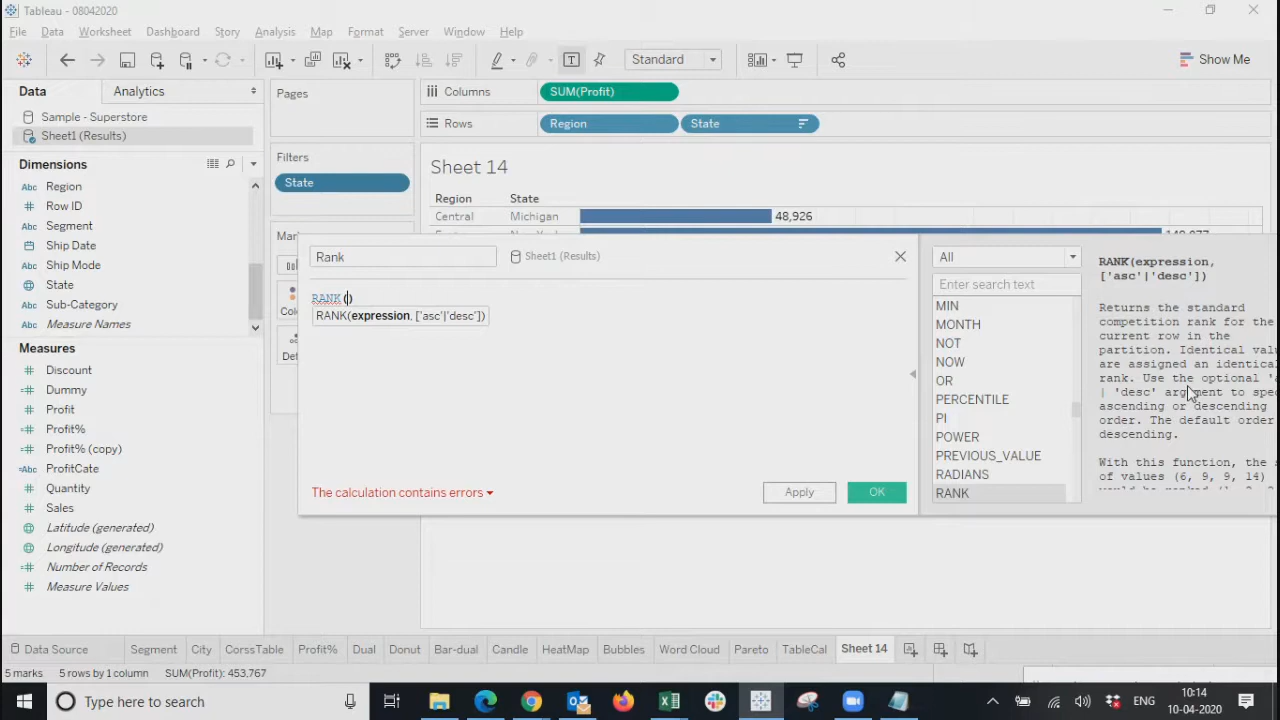 Tableau - 08042020
File Data Worksheet Dashboard Story Analysis Map Format Server Window Help
Standard
Show Me
Data Analytics
Pages
Columns SUM(Profit)
Sample - Superstore
Sheet1 (Results)
Rows Region State
Dimensions
Filters
State
Sheet 14
Region State
Central Michigan 48,926
Abc Region
# Row ID
Abc Segment
Ship Date
Abc Ship Mode
State
Abc Sub-Category
Abc Measure Names
Rank
Sheet1 (Results)
RANK()
RANK(expression, ['asc'|'desc'])
The calculation contains errors
Apply OK
All
Enter search text
MIN
MONTH
NOT
NOW
OR
PERCENTILE
PI
POWER
PREVIOUS_VALUE
RADIANS
RANK
RANK(expression,
['asc'|'desc'])
Returns the standard
competition rank for the
current row in the
partition. Identical valu
are assigned an identical
rank. Use the optional 'a
| 'desc' argument to spec
ascending or descending
order. The default order
descending.
With this function, the s
of values (6, 9, 9, 14)
Measures
# Discount
=# Dummy
# Profit
=# Profit%
=# Profit% (copy)
=Abc ProfitCate
# Quantity
# Sales
Latitude (generated)
Longitude (generated)
=# Number of Records
# Measure Values
Data Source Segment City CorssTable Profit% Dual Donut Bar-dual Candle HeatMap Bubbles Word Cloud Pareto TableCal Sheet 14
5 marks 5 rows by 1 column SUM(Profit): 453,767
Type here to search
ENG
10:14
10-04-2020